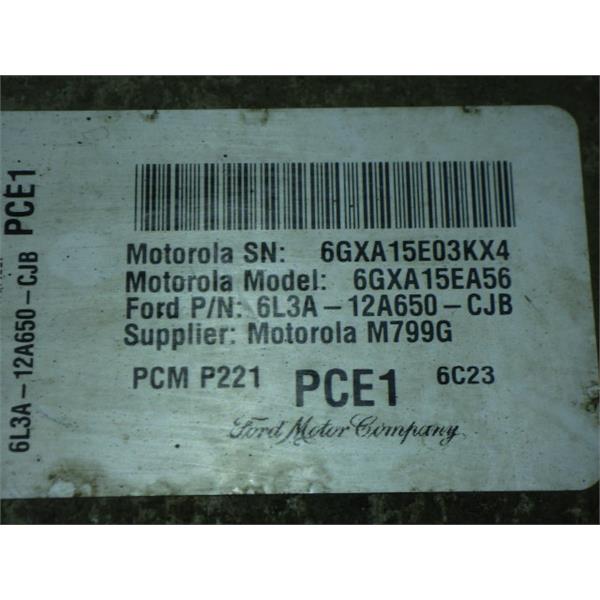 Motorola SN: 6GXA15E03KX4
Motorola Model: 6GXA15EA56
Ford P/N: 6L3A-12A650-CJB
Supplier: Motorola M799G
PCM P221 PCE1 6C23
Ford Motor Company
6L3A-12A650-CJB PCE1